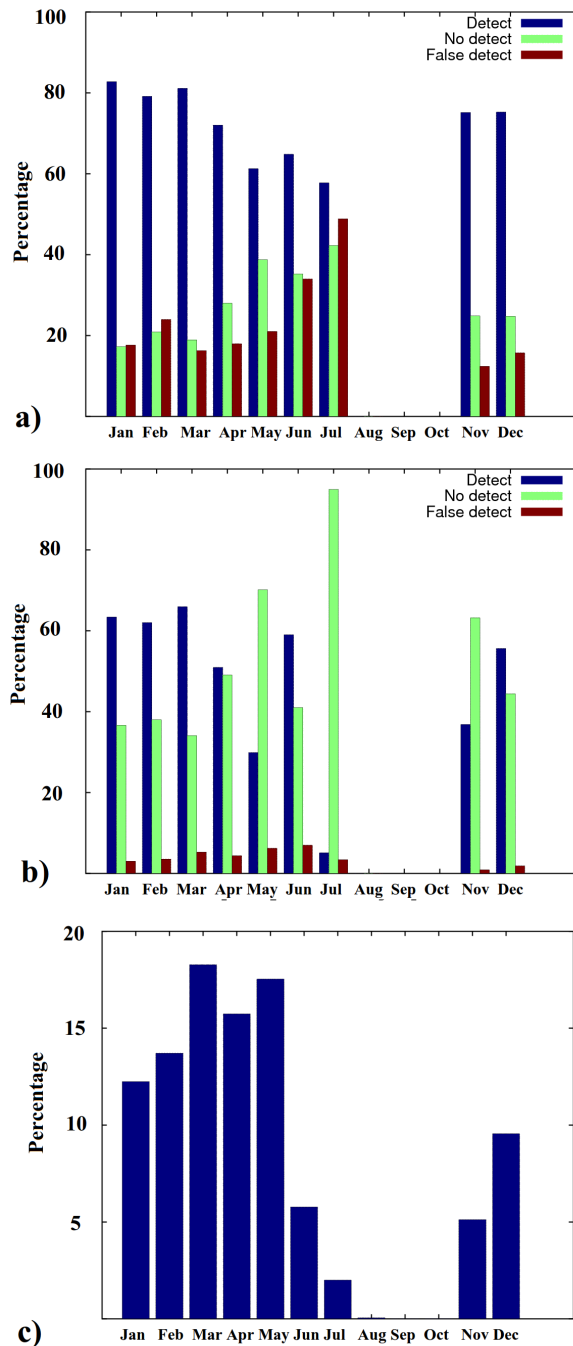 100
80
60
40
20
Percentage
Detect
No detect
False detect
Jan Feb Mar Apr May Jun Jul Aug Sep Oct Nov Dec
a)
100
80
60
40
20
Percentage
Detect
No detect
False detect
Jan Feb Mar Apr May Jun Jul Aug Sep Oct Nov Dec
b)
20
15
10
5
Percentage
Jan Feb Mar Apr May Jun Jul Aug Sep Oct Nov Dec
c)